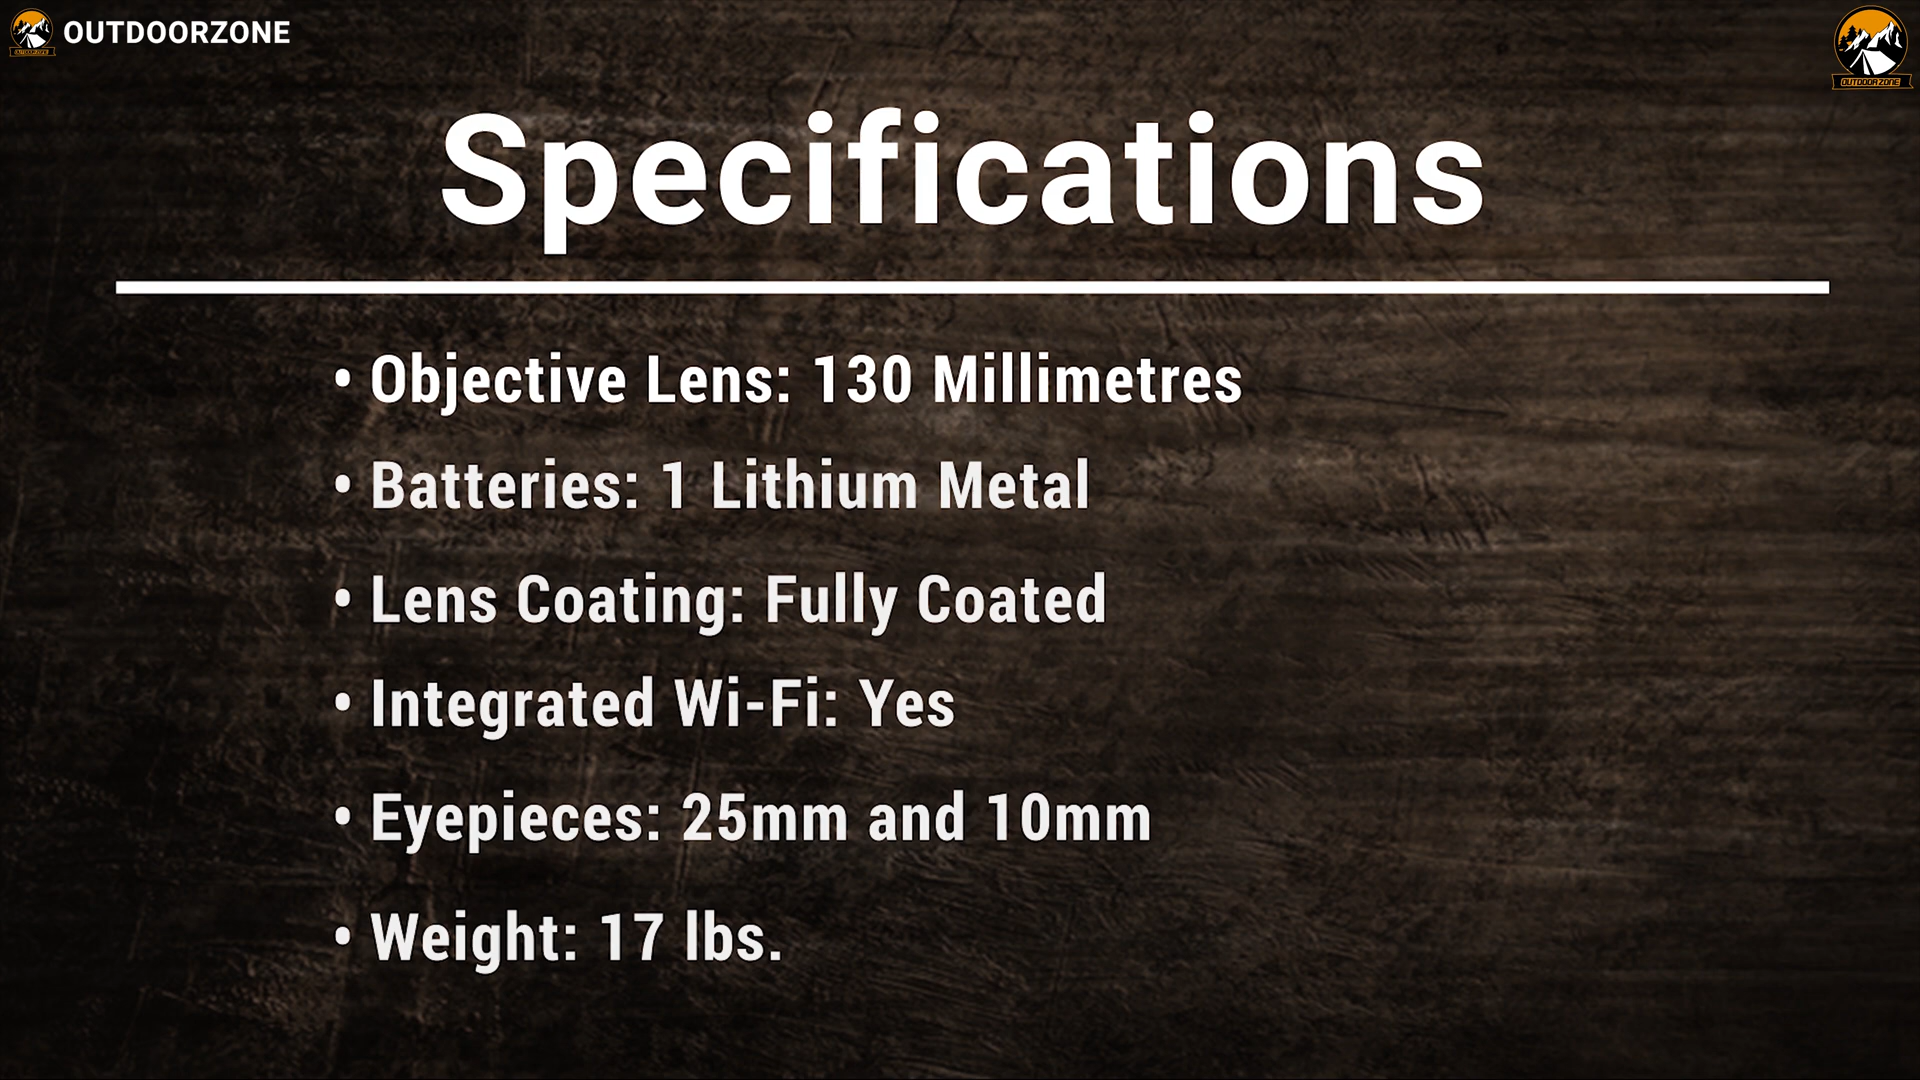 OUTDOORZONE
OUTDOORZONE
Specifications
• Objective Lens: 130 Millimetres
• Batteries: 1 Lithium Metal
• Lens Coating: Fully Coated
• Integrated Wi-Fi: Yes
• Eyepieces: 25mm and 10mm
• Weight: 17 lbs.